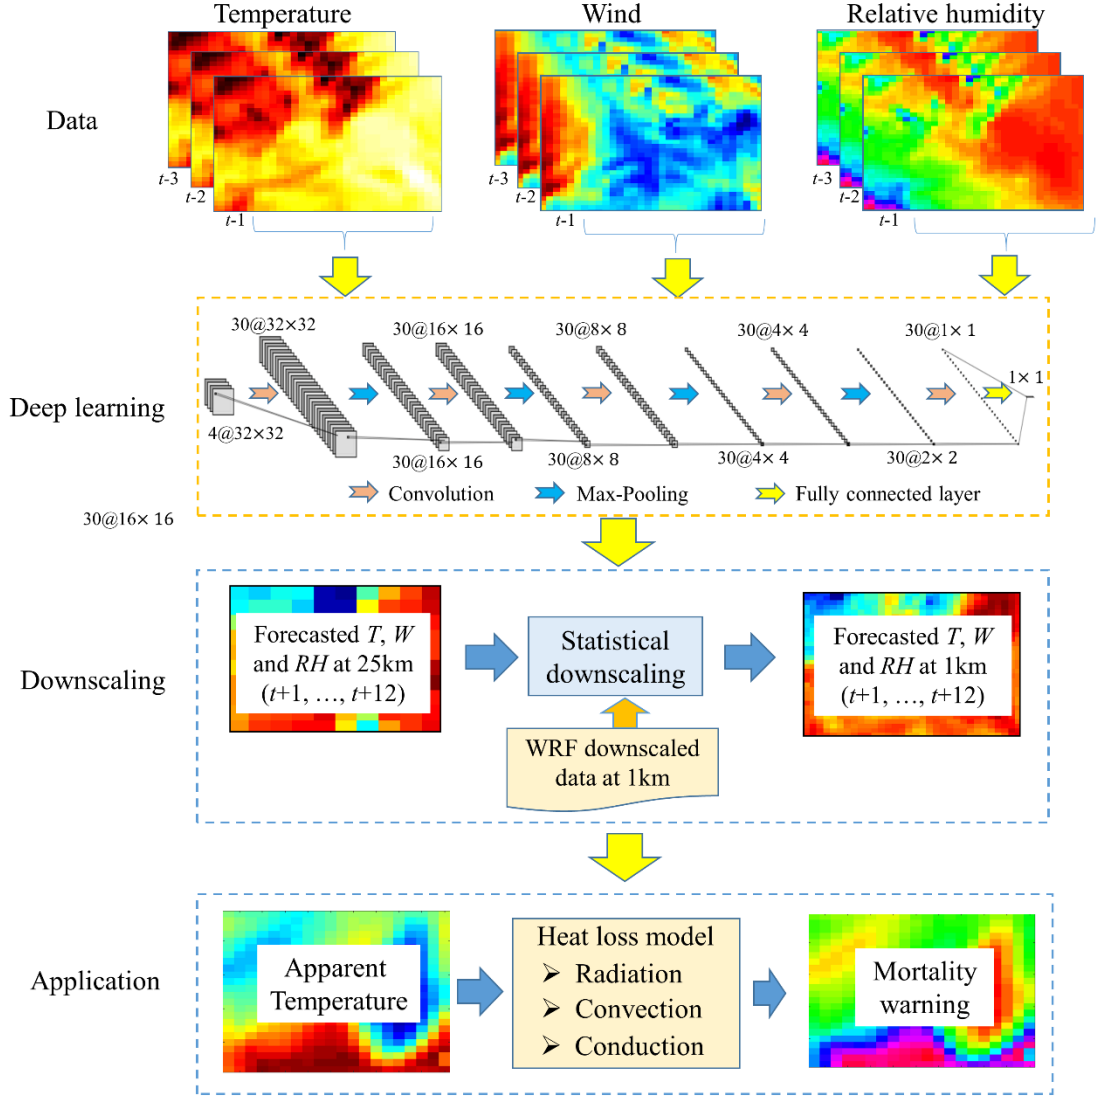 Temperature
Wind
Relative humidity
Data
t-3
t-2
t-1
t-3
t-2
t-1
t-3
t-2
t-1
Deep learning
30@32×32
30@16× 16
30@8× 8
30@4× 4
30@1× 1
1× 1
4@32×32
30@16× 16
30@8× 8
30@4× 4
30@2× 2
Convolution
Max-Pooling
Fully connected layer
30@16× 16
Downscaling
Forecasted T, W
and RH at 25km
(t+1, …, t+12)
Statistical
downscaling
Forecasted T, W
and RH at 1km
(t+1, …, t+12)
WRF downscaled
data at 1km
Application
Apparent
Temperature
Heat loss model
➢ Radiation
➢ Convection
➢ Conduction
Mortality
warning